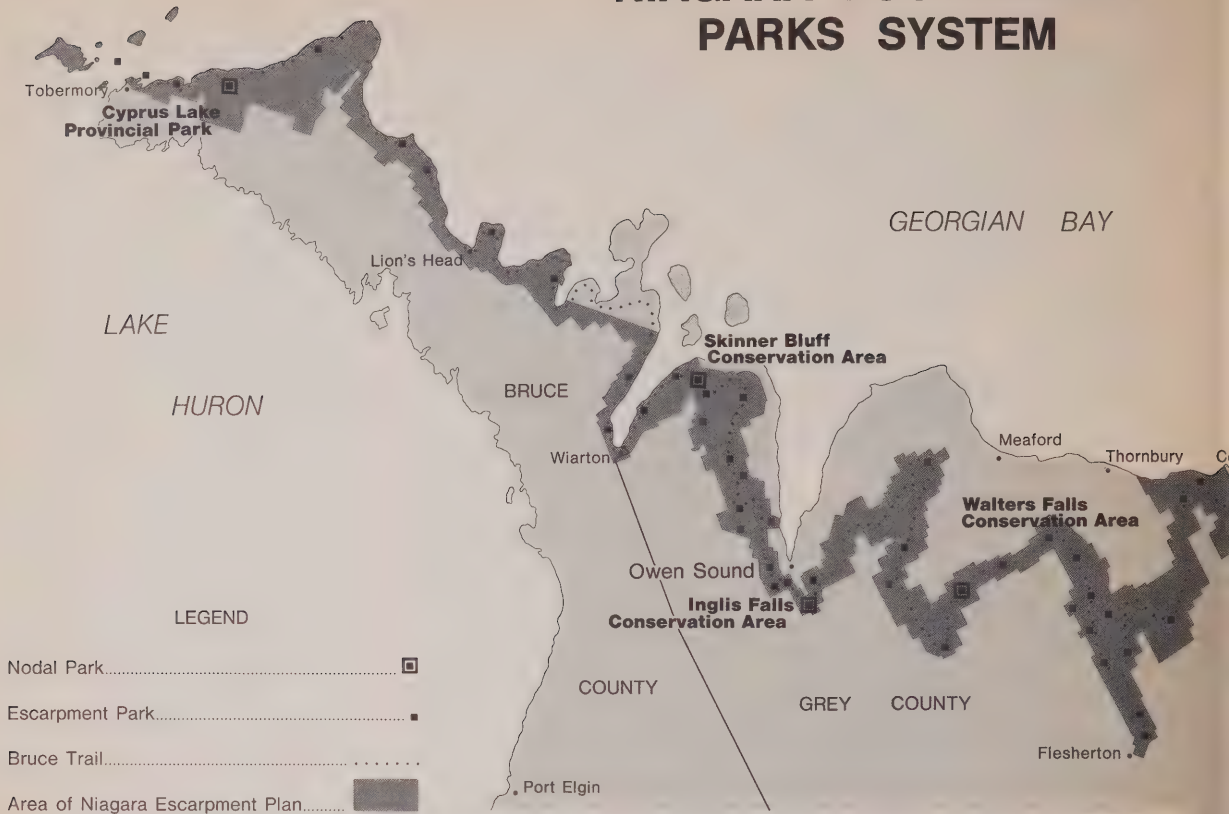 PARKS SYSTEM
Tobermory
Cyprus Lake
Provincial Park
GEORGIAN BAY
Lion's Head
LAKE
HURON
Skinner Bluff
Conservation Area
BRUCE
Wiarton
Meaford
Thornbury
Walters Falls
Conservation Area
Owen Sound
Inglis Falls
Conservation Area
LEGEND
Nodal Park
Escarpment Park
Bruce Trail
Area of Niagara Escarpment Plan
COUNTY
GREY COUNTY
Flesherton
Port Elgin